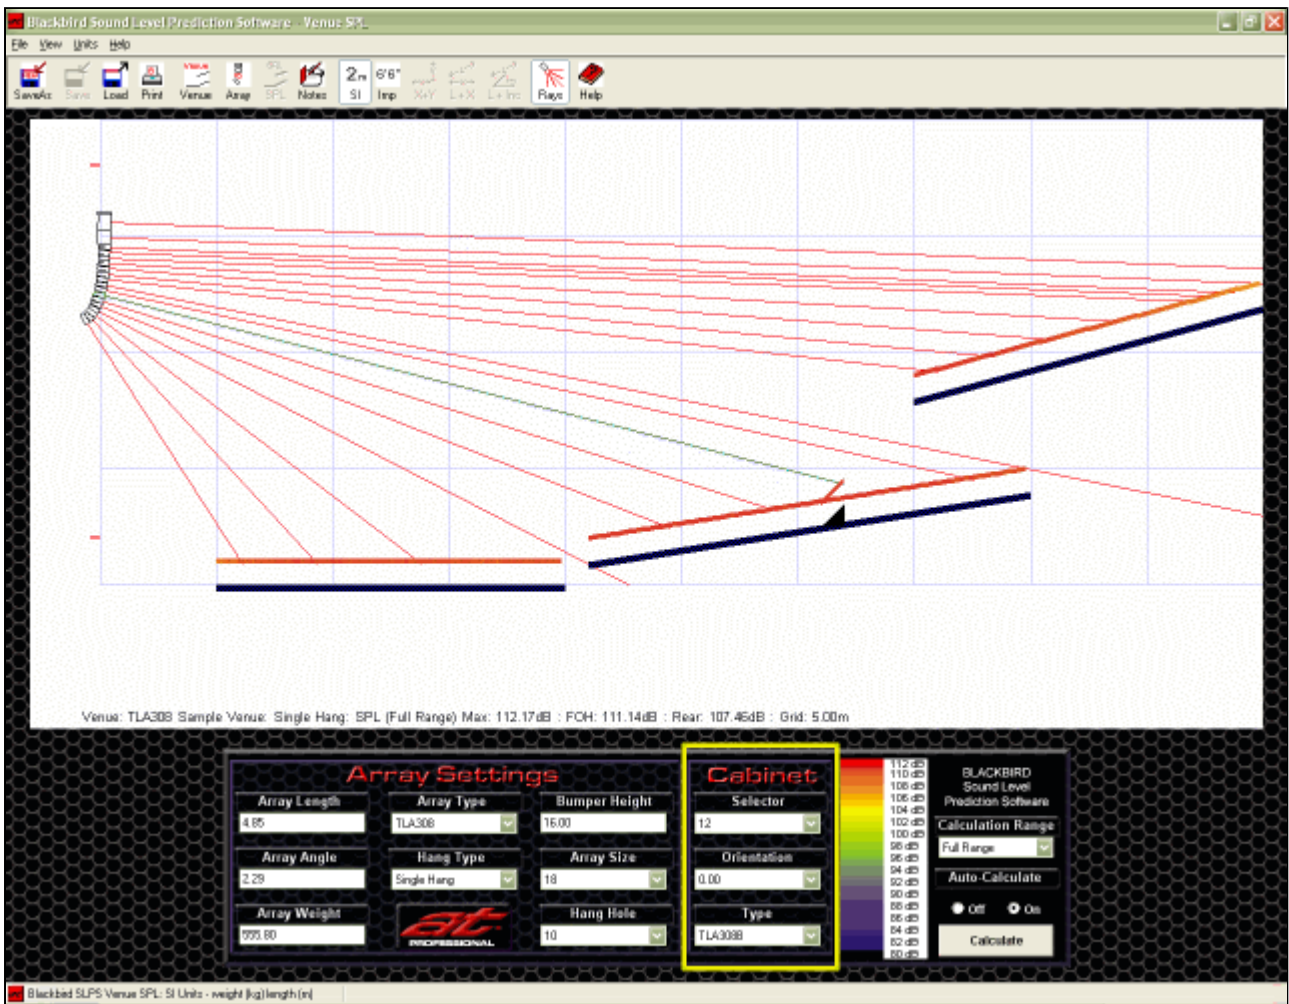 Blackbird Sound Level Prediction Software - Venue SPL
File View Units Help
2m 6'6"
SaveAs Save Load Print Venue Array SPL Notes SI Imp X+Y L+X L+Inc Rays Help
Venue: TLA308 Sample Venue: Single Hang: SPL (Full Range) Max: 112.17dB : FOH: 111.14dB : Rear: 107.46dB : Grid: 5.00m
Array Settings
Array Length Array Type Bumper Height
4.85 TLA308 16.00
Array Angle Hang Type Array Size
2.29 Single Hang 18
Array Weight Hang Hole
555.80 10
at PROFESSIONAL
Cabinet
Selector
12
Orientation
0.00
Type
TLA308B
112 dB
110 dB
108 dB
106 dB
104 dB
102 dB
100 dB
98 dB
96 dB
94 dB
92 dB
90 dB
88 dB
86 dB
84 dB
82 dB
80 dB
BLACKBIRD
Sound Level
Prediction Software
Calculation Range
Full Range
Auto-Calculate
Off On
Calculate
Blackbird SLPS Venue SPL: SI Units - weight (kg) length (m)